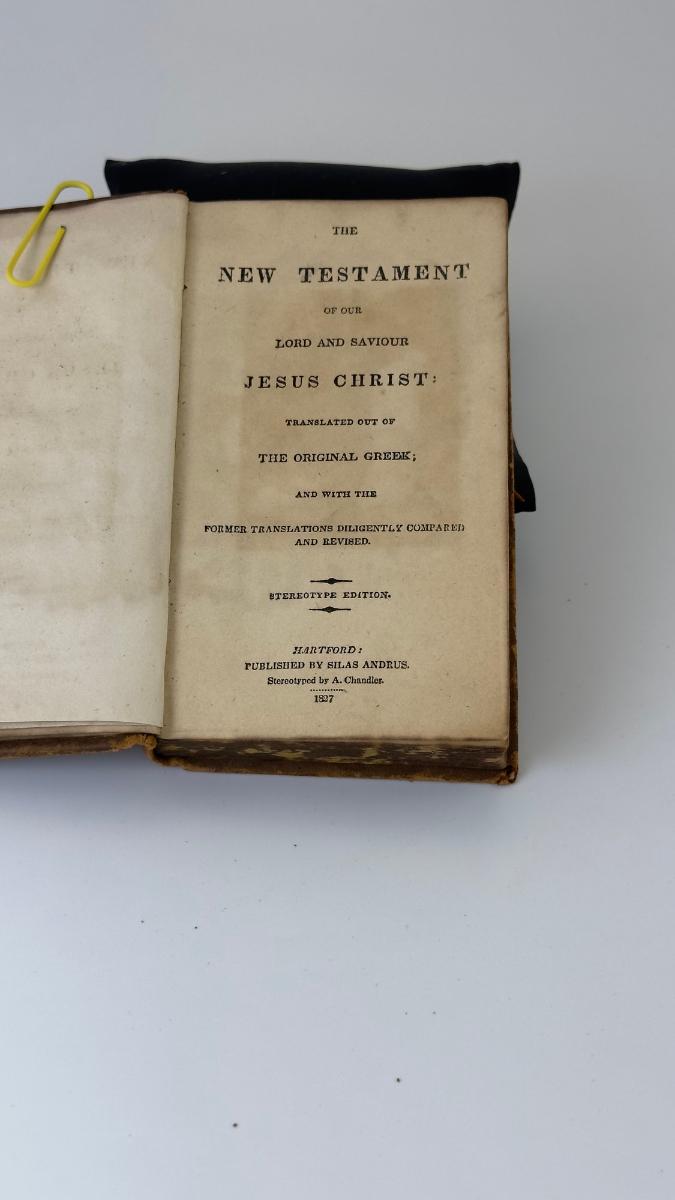 THE
NEW TESTAMENT
OF OUR
LORD AND SAVIOUR
JESUS CHRIST:
TRANSLATED OUT OF
THE ORIGINAL GREEK;
AND WITH THE
FORMER TRANSLATIONS DILIGENTLY COMPARED
AND REVISED.
STEREOTYPE EDITION.
HARTFORD:
PUBLISHED BY SILAS ANDRUS.
Stereotyped by A. Chandler.
1827